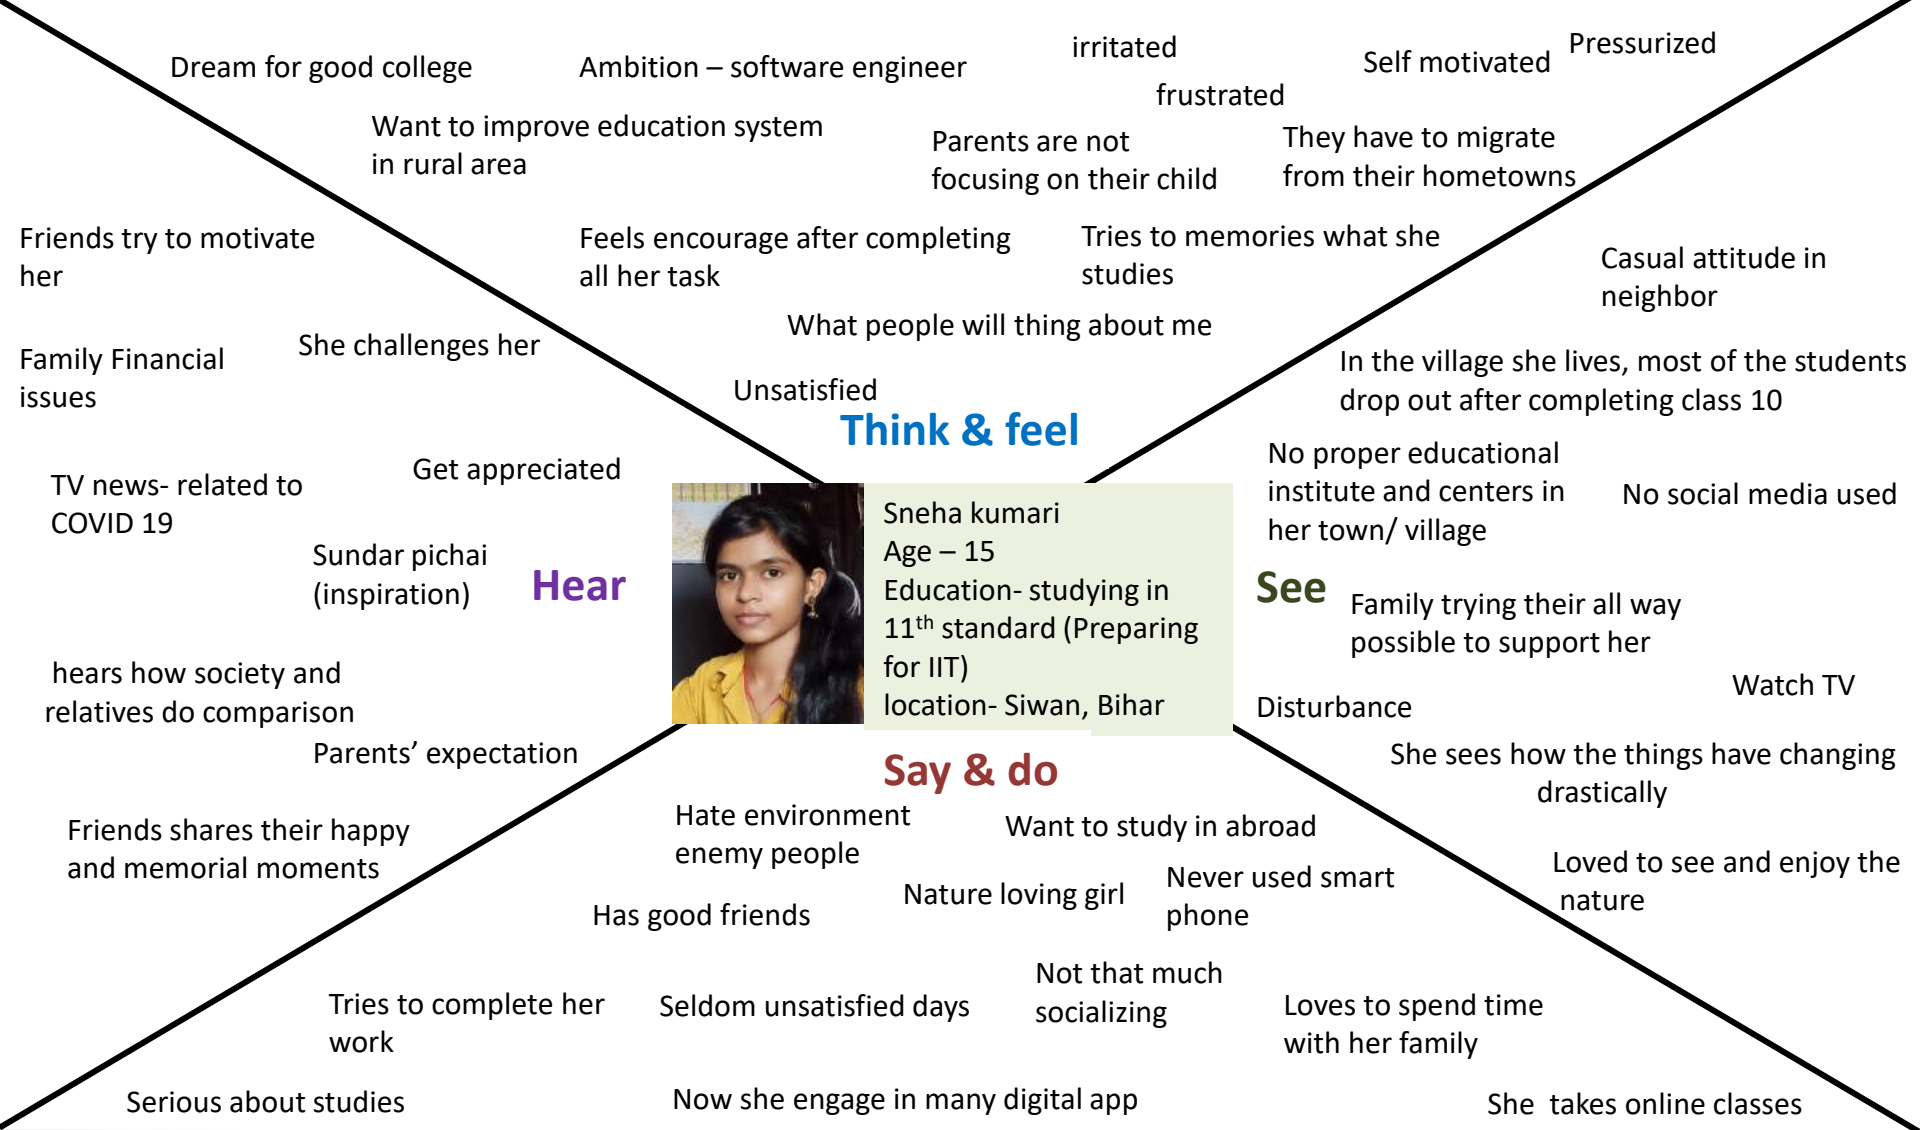 Dream for good college
Ambition – software engineer
irritated
frustrated
Self motivated
Pressurized
Want to improve education system
in rural area
Parents are not
focusing on their child
They have to migrate
from their hometowns
Feels encourage after completing
all her task
Tries to memories what she
studies
What people will thing about me
Unsatisfied
Think & feel
Friends try to motivate
her
Family Financial
issues
She challenges her
TV news- related to
COVID 19
Get appreciated
Sundar pichai
(inspiration)
Hear
hears how society and
relatives do comparison
Parents’ expectation
Friends shares their happy
and memorial moments
Sneha kumari
Age – 15
Education- studying in
11th standard (Preparing
for IIT)
location- Siwan, Bihar
Casual attitude in
neighbor
In the village she lives, most of the students
drop out after completing class 10
No proper educational
institute and centers in
her town/ village
No social media used
See
Family trying their all way
possible to support her
Watch TV
Disturbance
She sees how the things have changing
drastically
Loved to see and enjoy the
nature
Say & do
Hate environment
enemy people
Want to study in abroad
Has good friends
Nature loving girl
Never used smart
phone
Tries to complete her
work
Seldom unsatisfied days
Not that much
socializing
Loves to spend time
with her family
Serious about studies
Now she engage in many digital app
She takes online classes